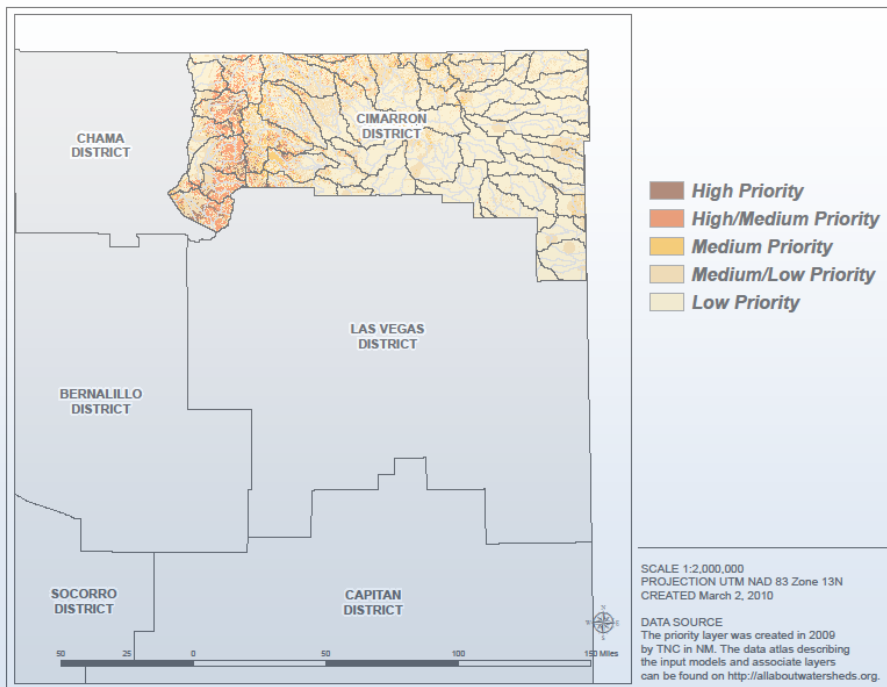 CHAMA
DISTRICT
CIMARRON
DISTRICT
LAS VEGAS
DISTRICT
BERNALILLO
DISTRICT
SOCORRO
DISTRICT
CAPITAN
DISTRICT
50 25 0 50 100 150 Miles
N
E
S
W
High Priority
High/Medium Priority
Medium Priority
Medium/Low Priority
Low Priority
SCALE 1:2,000,000
PROJECTION UTM NAD 83 Zone 13N
CREATED March 2, 2010
DATA SOURCE
The priority layer was created in 2009
by TNC in NM. The data atlas describing
the input models and associate layers
can be found on http://allaboutwatersheds.org.